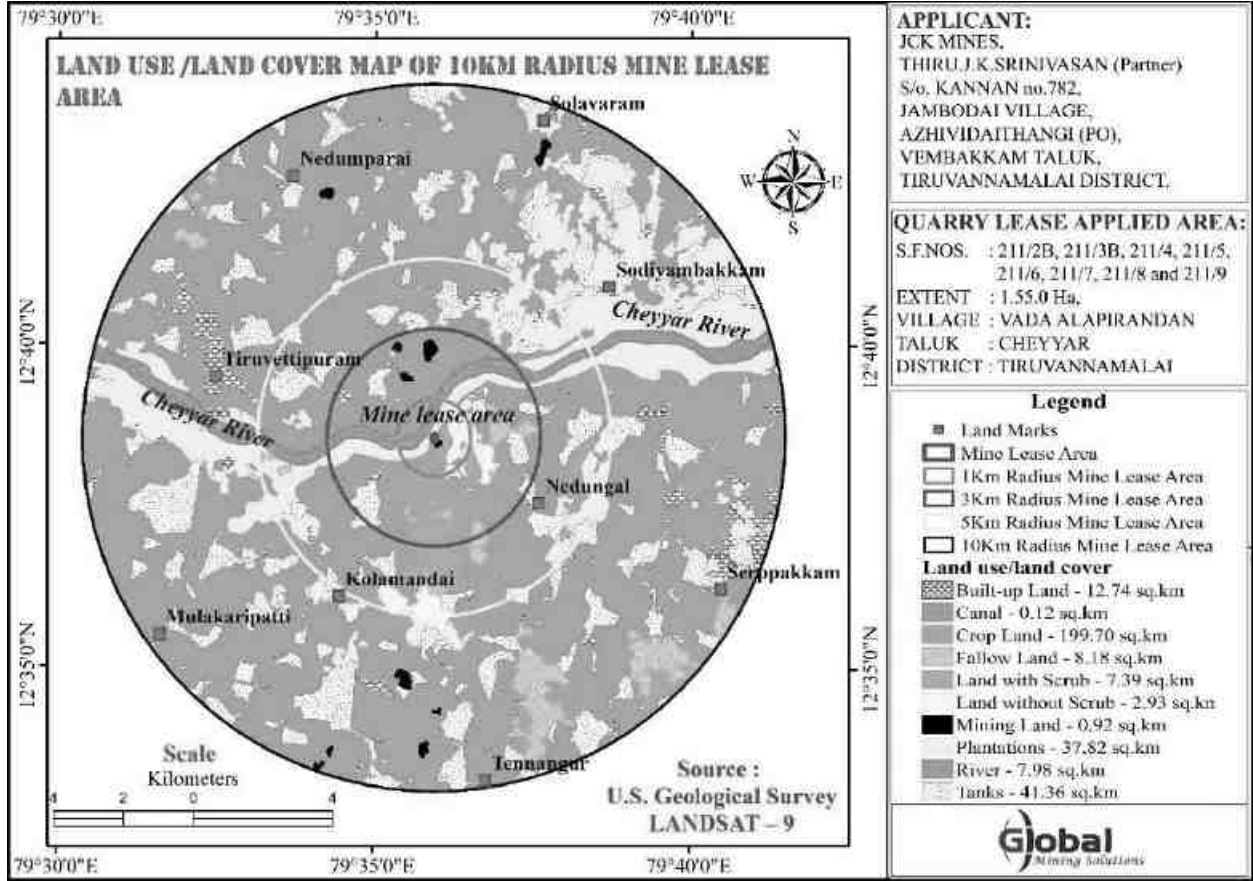 79°30'0"E 79°35'0"E 79°40'0"E
LAND USE /LAND COVER MAP OF 10KM RADIUS MINE LEASE
AREA
Solavaram
Nedumparai
N
W E
S
Sodiyambakkam
Cheyyar River
12°40'0"N
12°40'0"N
Tiruvettipuram
Mine lease area
Cheyyar River
Nedungal
Kolamandai
Serppakkam
Mulakaripatti
12°35'0"N
12°35'0"N
Tennangur
Scale
Kilometers
4 2 0 4
Source :
U.S. Geological Survey
LANDSAT – 9
79°30'0"E 79°35'0"E 79°40'0"E
APPLICANT:
JCK MINES,
THIRU.J.K.SRINIVASAN (Partner)
S/o. KANNAN no.782,
JAMBODAI VILLAGE,
AZHIVIDAITHANGI (PO),
VEMBAKKAM TALUK,
TIRUVANNAMALAI DISTRICT.
QUARRY LEASE APPLIED AREA:
S.F.NOS. : 211/2B, 211/3B, 211/4, 211/5,
211/6, 211/7, 211/8 and 211/9
EXTENT : 1.55.0 Ha,
VILLAGE : VADA ALAPIRANDAN
TALUK : CHEYYAR
DISTRICT : TIRUVANNAMALAI
Legend
Land Marks
Mine Lease Area
1Km Radius Mine Lease Area
3Km Radius Mine Lease Area
5Km Radius Mine Lease Area
10Km Radius Mine Lease Area
Land use/land cover
Built-up Land - 12.74 sq.km
Canal - 0.12 sq.km
Crop Land - 199.70 sq.km
Fallow Land - 8.18 sq.km
Land with Scrub - 7.39 sq.km
Land without Scrub - 2.93 sq.km
Mining Land - 0.92 sq.km
Plantations - 37.82 sq.km
River - 7.98 sq.km
Tanks - 41.36 sq.km
Global
Mining Solutions